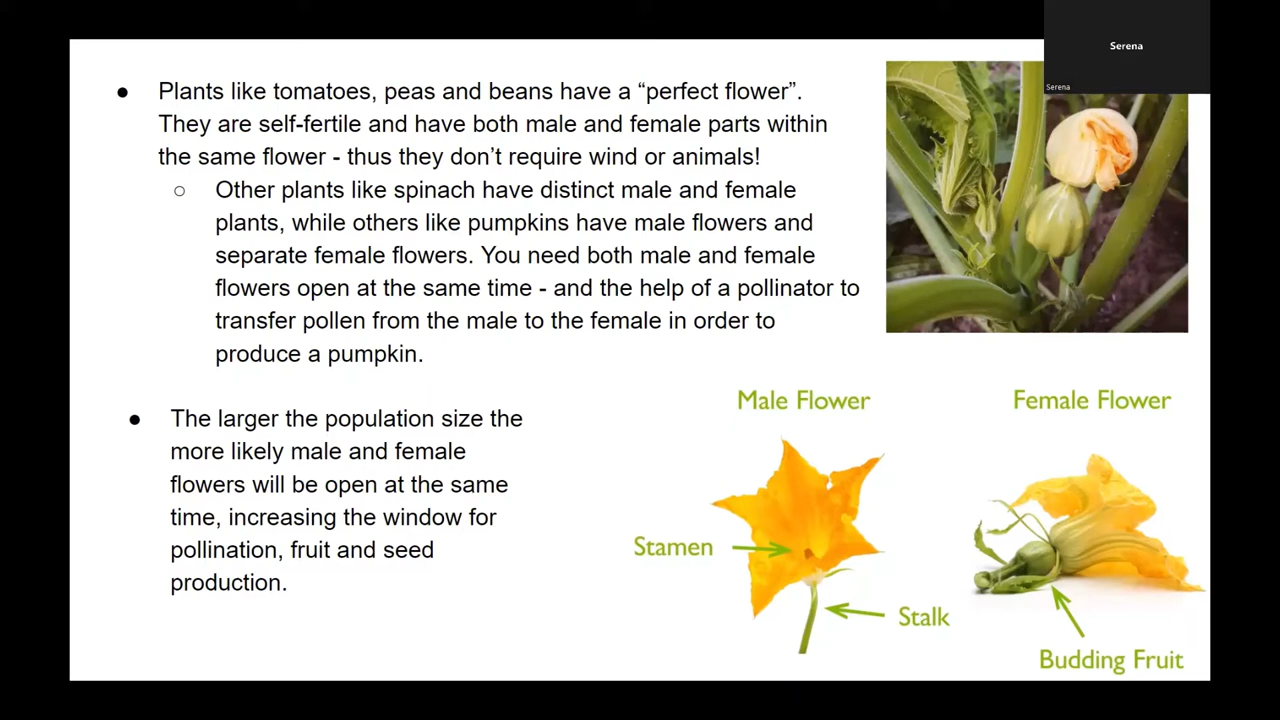 Serena
Serena
● Plants like tomatoes, peas and beans have a “perfect flower”.
They are self-fertile and have both male and female parts within
the same flower - thus they don’t require wind or animals!
○ Other plants like spinach have distinct male and female
plants, while others like pumpkins have male flowers and
separate female flowers. You need both male and female
flowers open at the same time - and the help of a pollinator to
transfer pollen from the male to the female in order to
produce a pumpkin.
● The larger the population size the
more likely male and female
flowers will be open at the same
time, increasing the window for
pollination, fruit and seed
production.
Male Flower
Female Flower
Stamen
Stalk
Budding Fruit